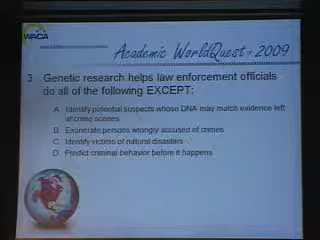 WACA
Academic WorldQuest - 2009
3 Genetic research helps law enforcement officials
do all of the following EXCEPT:
A. Identify potential suspects whose DNA may match evidence left
at crime scenes
B. Exonerate persons wrongly accused of crimes
C. Identify victims of natural disasters
D. Predict criminal behavior before it happens